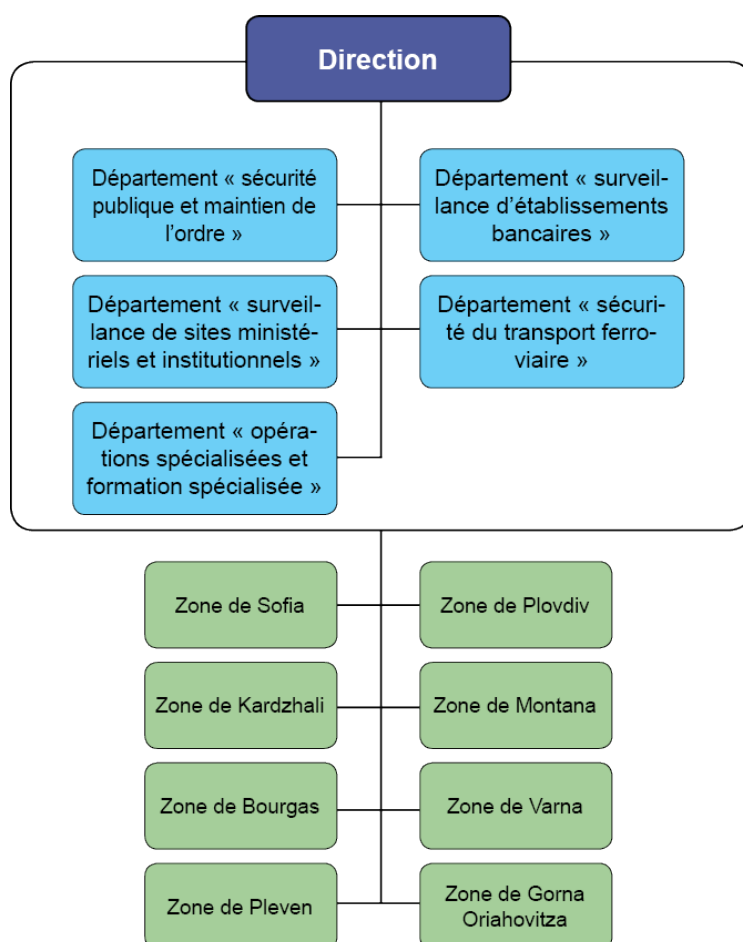 Direction
Département « sécurité
publique et maintien de
l’ordre »
Département « surveil-
lance d’établissements
bancaires »
Département « surveil-
lance de sites ministé-
riels et institutionnels »
Département « sécuri-
té du transport ferro-
viaire »
Département « opéra-
tions spécialisées et
formation spécialisée »
Zone de Sofia
Zone de Plovdiv
Zone de Kardzhali
Zone de Montana
Zone de Bourgas
Zone de Varna
Zone de Pleven
Zone de Gorna
Oriahovitza